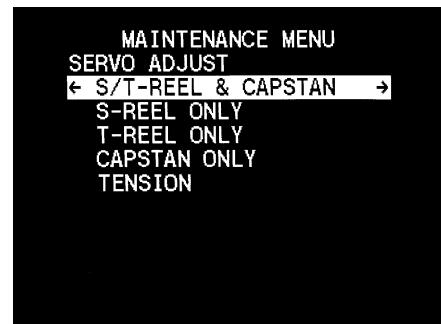 MAINTENANCE MENU
SERVO ADJUST
← S/T-REEL & CAPSTAN →
S-REEL ONLY
T-REEL ONLY
CAPSTAN ONLY
TENSION